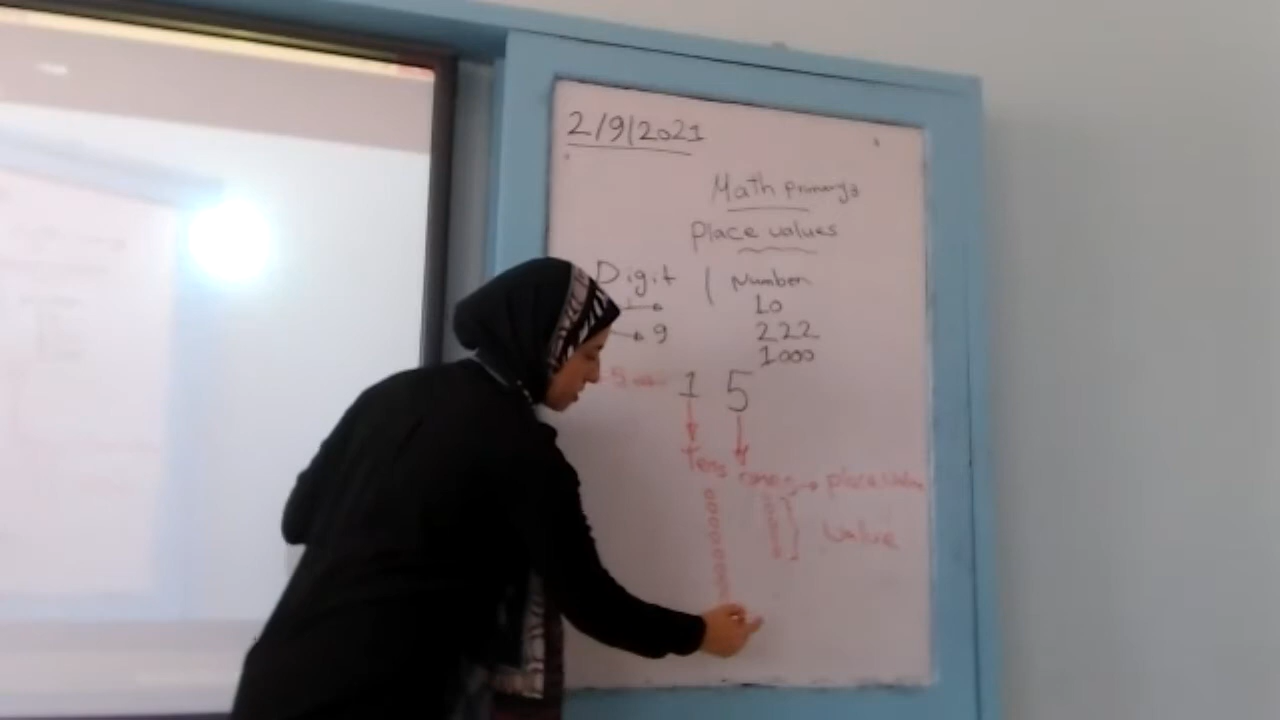 2/9/2021
Math primary 3
Place values
Digit | Number
10
9 222
1000
1 5
Tens ones → place value
value